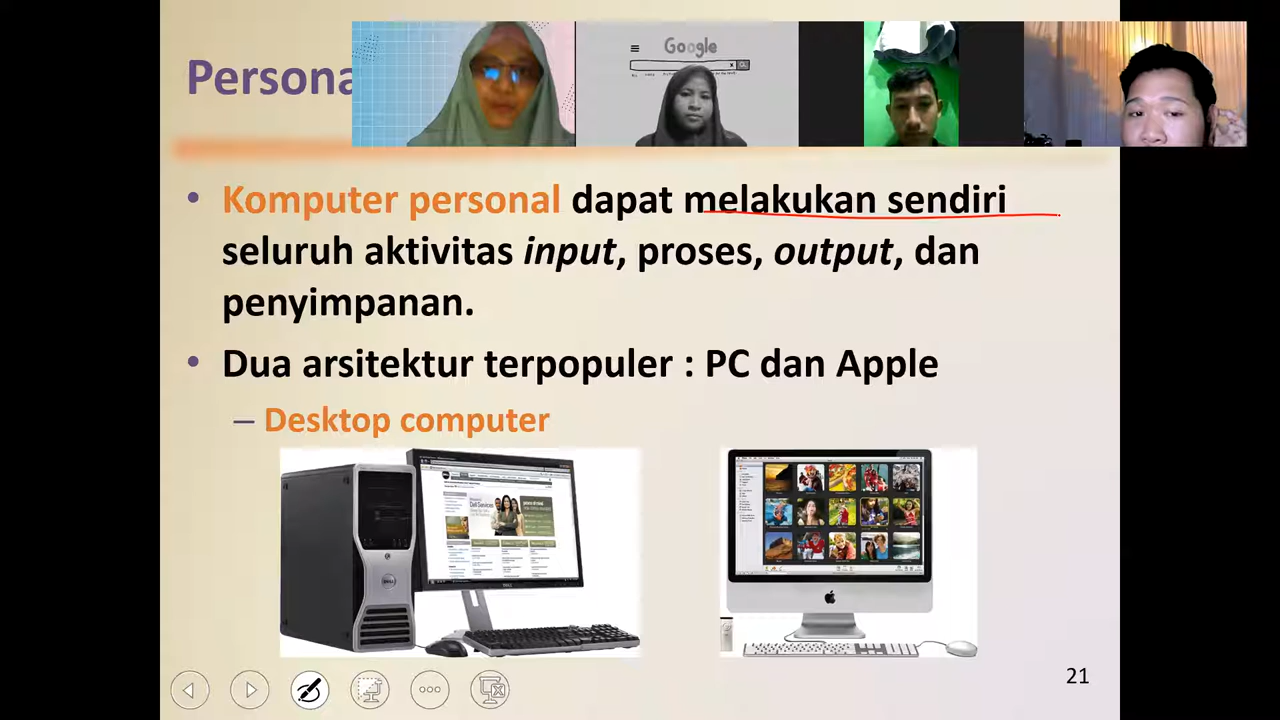 Persona
Google
• Komputer personal dapat melakukan sendiri
seluruh aktivitas input, proses, output, dan
penyimpanan.
• Dua arsitektur terpopuler : PC dan Apple
– Desktop computer
DELL
21